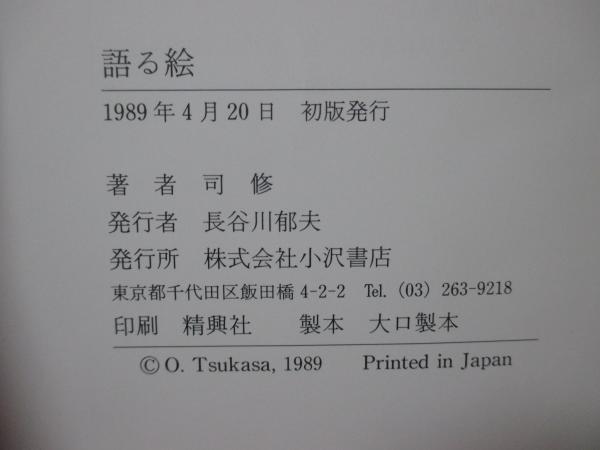 語る絵
1989年4月20日 初版発行
著者 司修
発行者 長谷川郁夫
発行所 株式会社小沢書店
東京都千代田区飯田橋4-2-2 Tel. (03) 263-9218
印刷 精興社 製本 大口製本
© O. Tsukasa, 1989 Printed in Japan